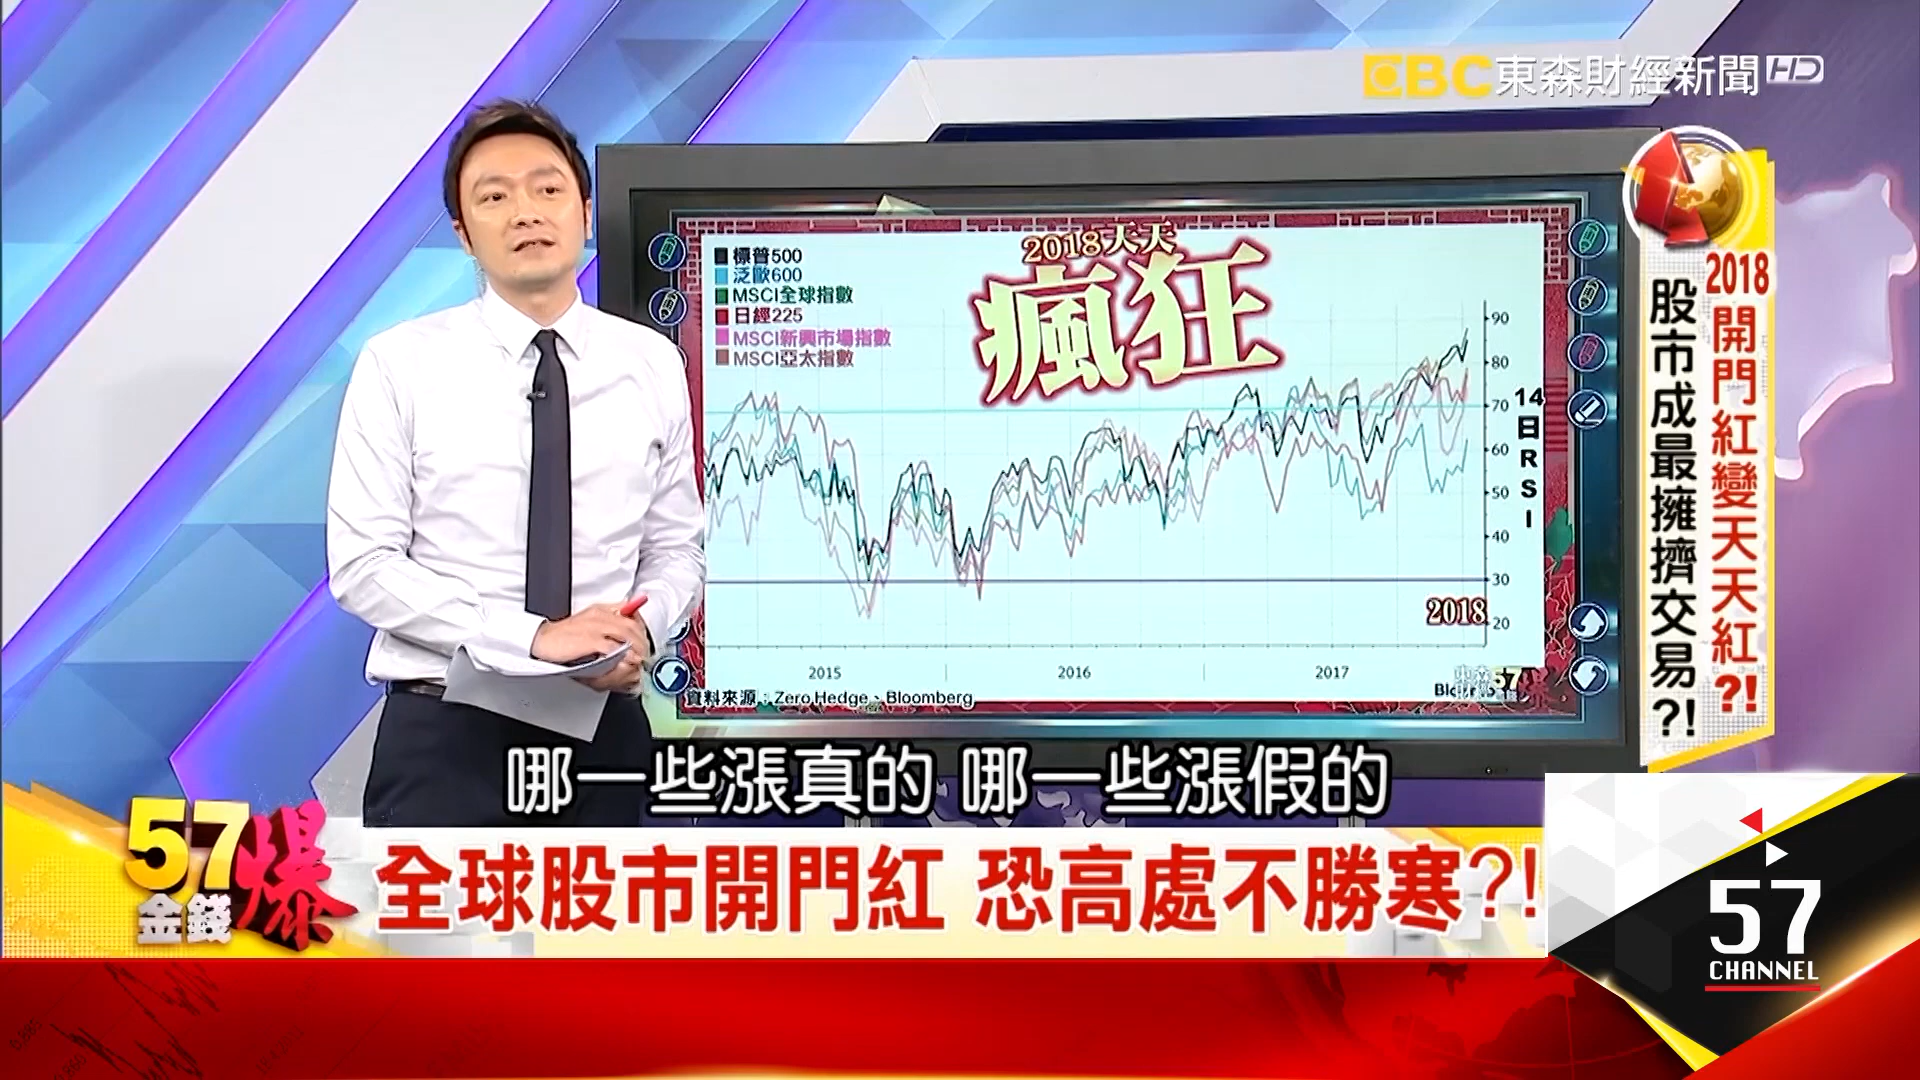 EBC東森財經新聞HD
2018開門紅變天天紅?!
股市成最擁擠交易?!
2018天天
瘋狂
標普500
泛歐600
MSCI全球指數
日經225
MSCI新興市場指數
MSCI亞太指數
90
80
70
60
50
40
30
20
14日RSI
2018
2015
2016
2017
資料來源：Zero Hedge、Bloomberg
哪一些漲真的 哪一些漲假的
57
金錢
爆
全球股市開門紅 恐高處不勝寒?!
57
CHANNEL